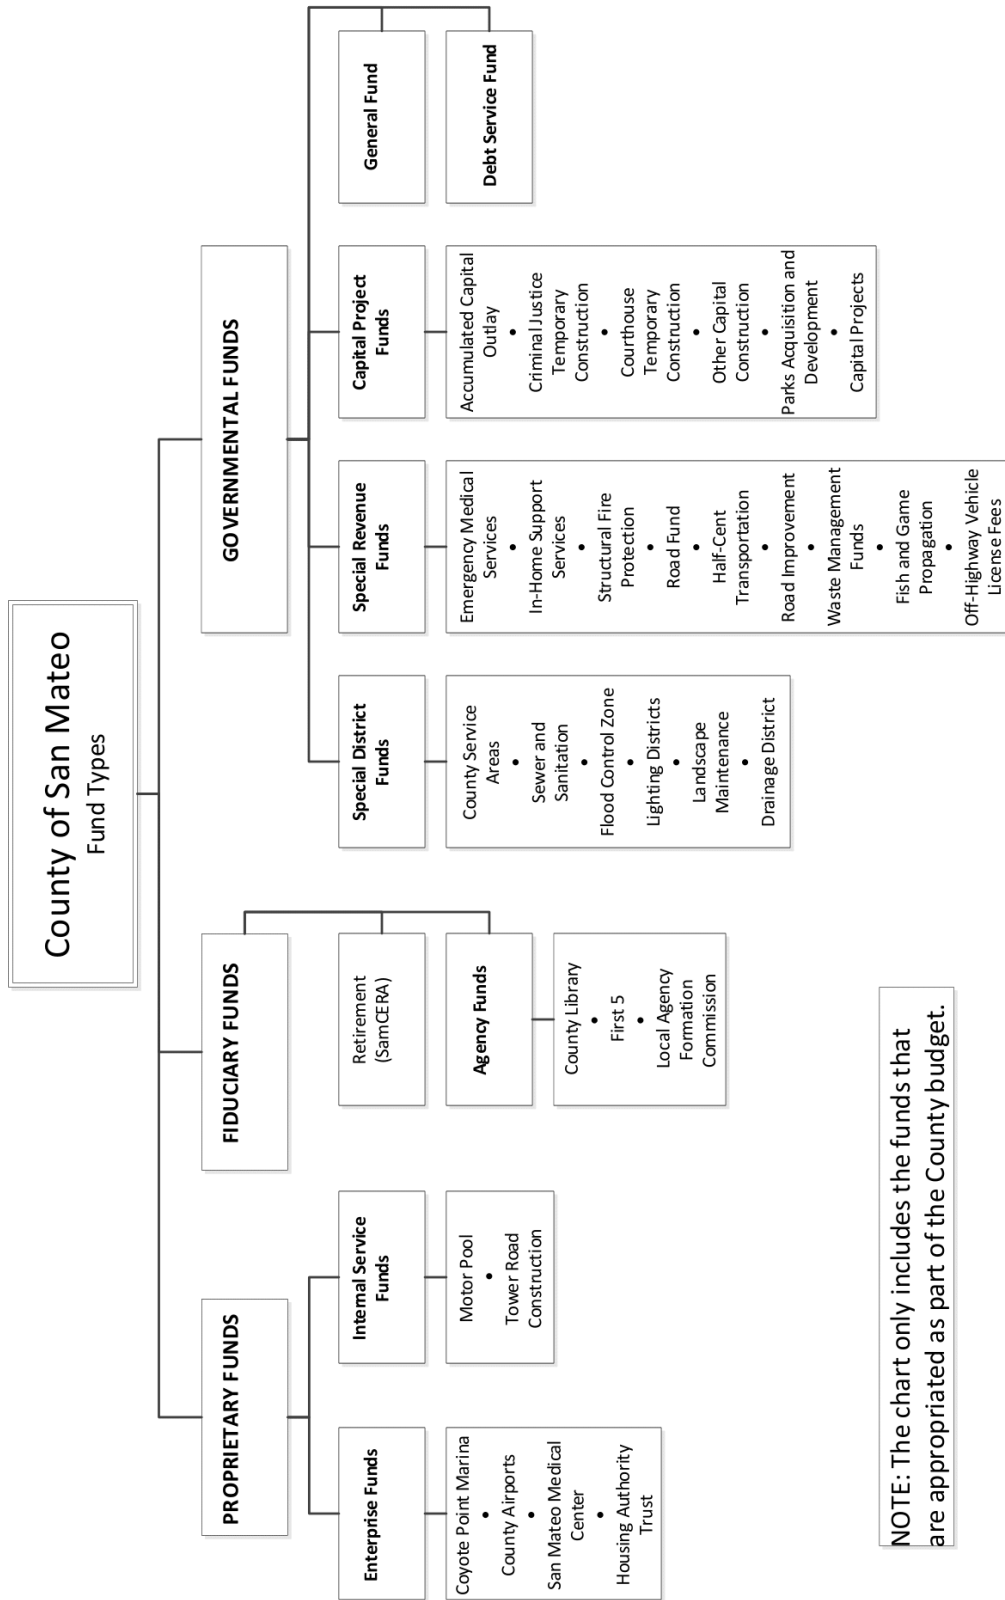 County of San Mateo
Fund Types
PROPRIETARY FUNDS
FIDUCIARY FUNDS
GOVERNMENTAL FUNDS
Enterprise Funds
Internal Service
Funds
Retirement
(SamCERA)
Special District
Funds
Special Revenue
Funds
Capital Project
Funds
General Fund
Coyote Point Marina
•
County Airports
•
San Mateo Medical
Center
•
Housing Authority
Trust
Motor Pool
•
Tower Road
Construction
Agency Funds
County Library
•
First 5
•
Local Agency
Formation
Commission
County Service
Areas
•
Sewer and
Sanitation
•
Flood Control Zone
•
Lighting Districts
•
Landscape
Maintenance
•
Drainage District
Emergency Medical
Services
•
In-Home Support
Services
•
Structural Fire
Protection
•
Road Fund
•
Half-Cent
Transportation
•
Road Improvement
•
Waste Management
Funds
•
Fish and Game
Propagation
•
Off-Highway Vehicle
License Fees
Accumulated Capital
Outlay
•
Criminal Justice
Temporary
Construction
•
Courthouse
Temporary
Construction
•
Other Capital
Construction
•
Parks Acquisition and
Development
•
Capital Projects
Debt Service Fund
NOTE: The chart only includes the funds that
are appropriated as part of the County budget.